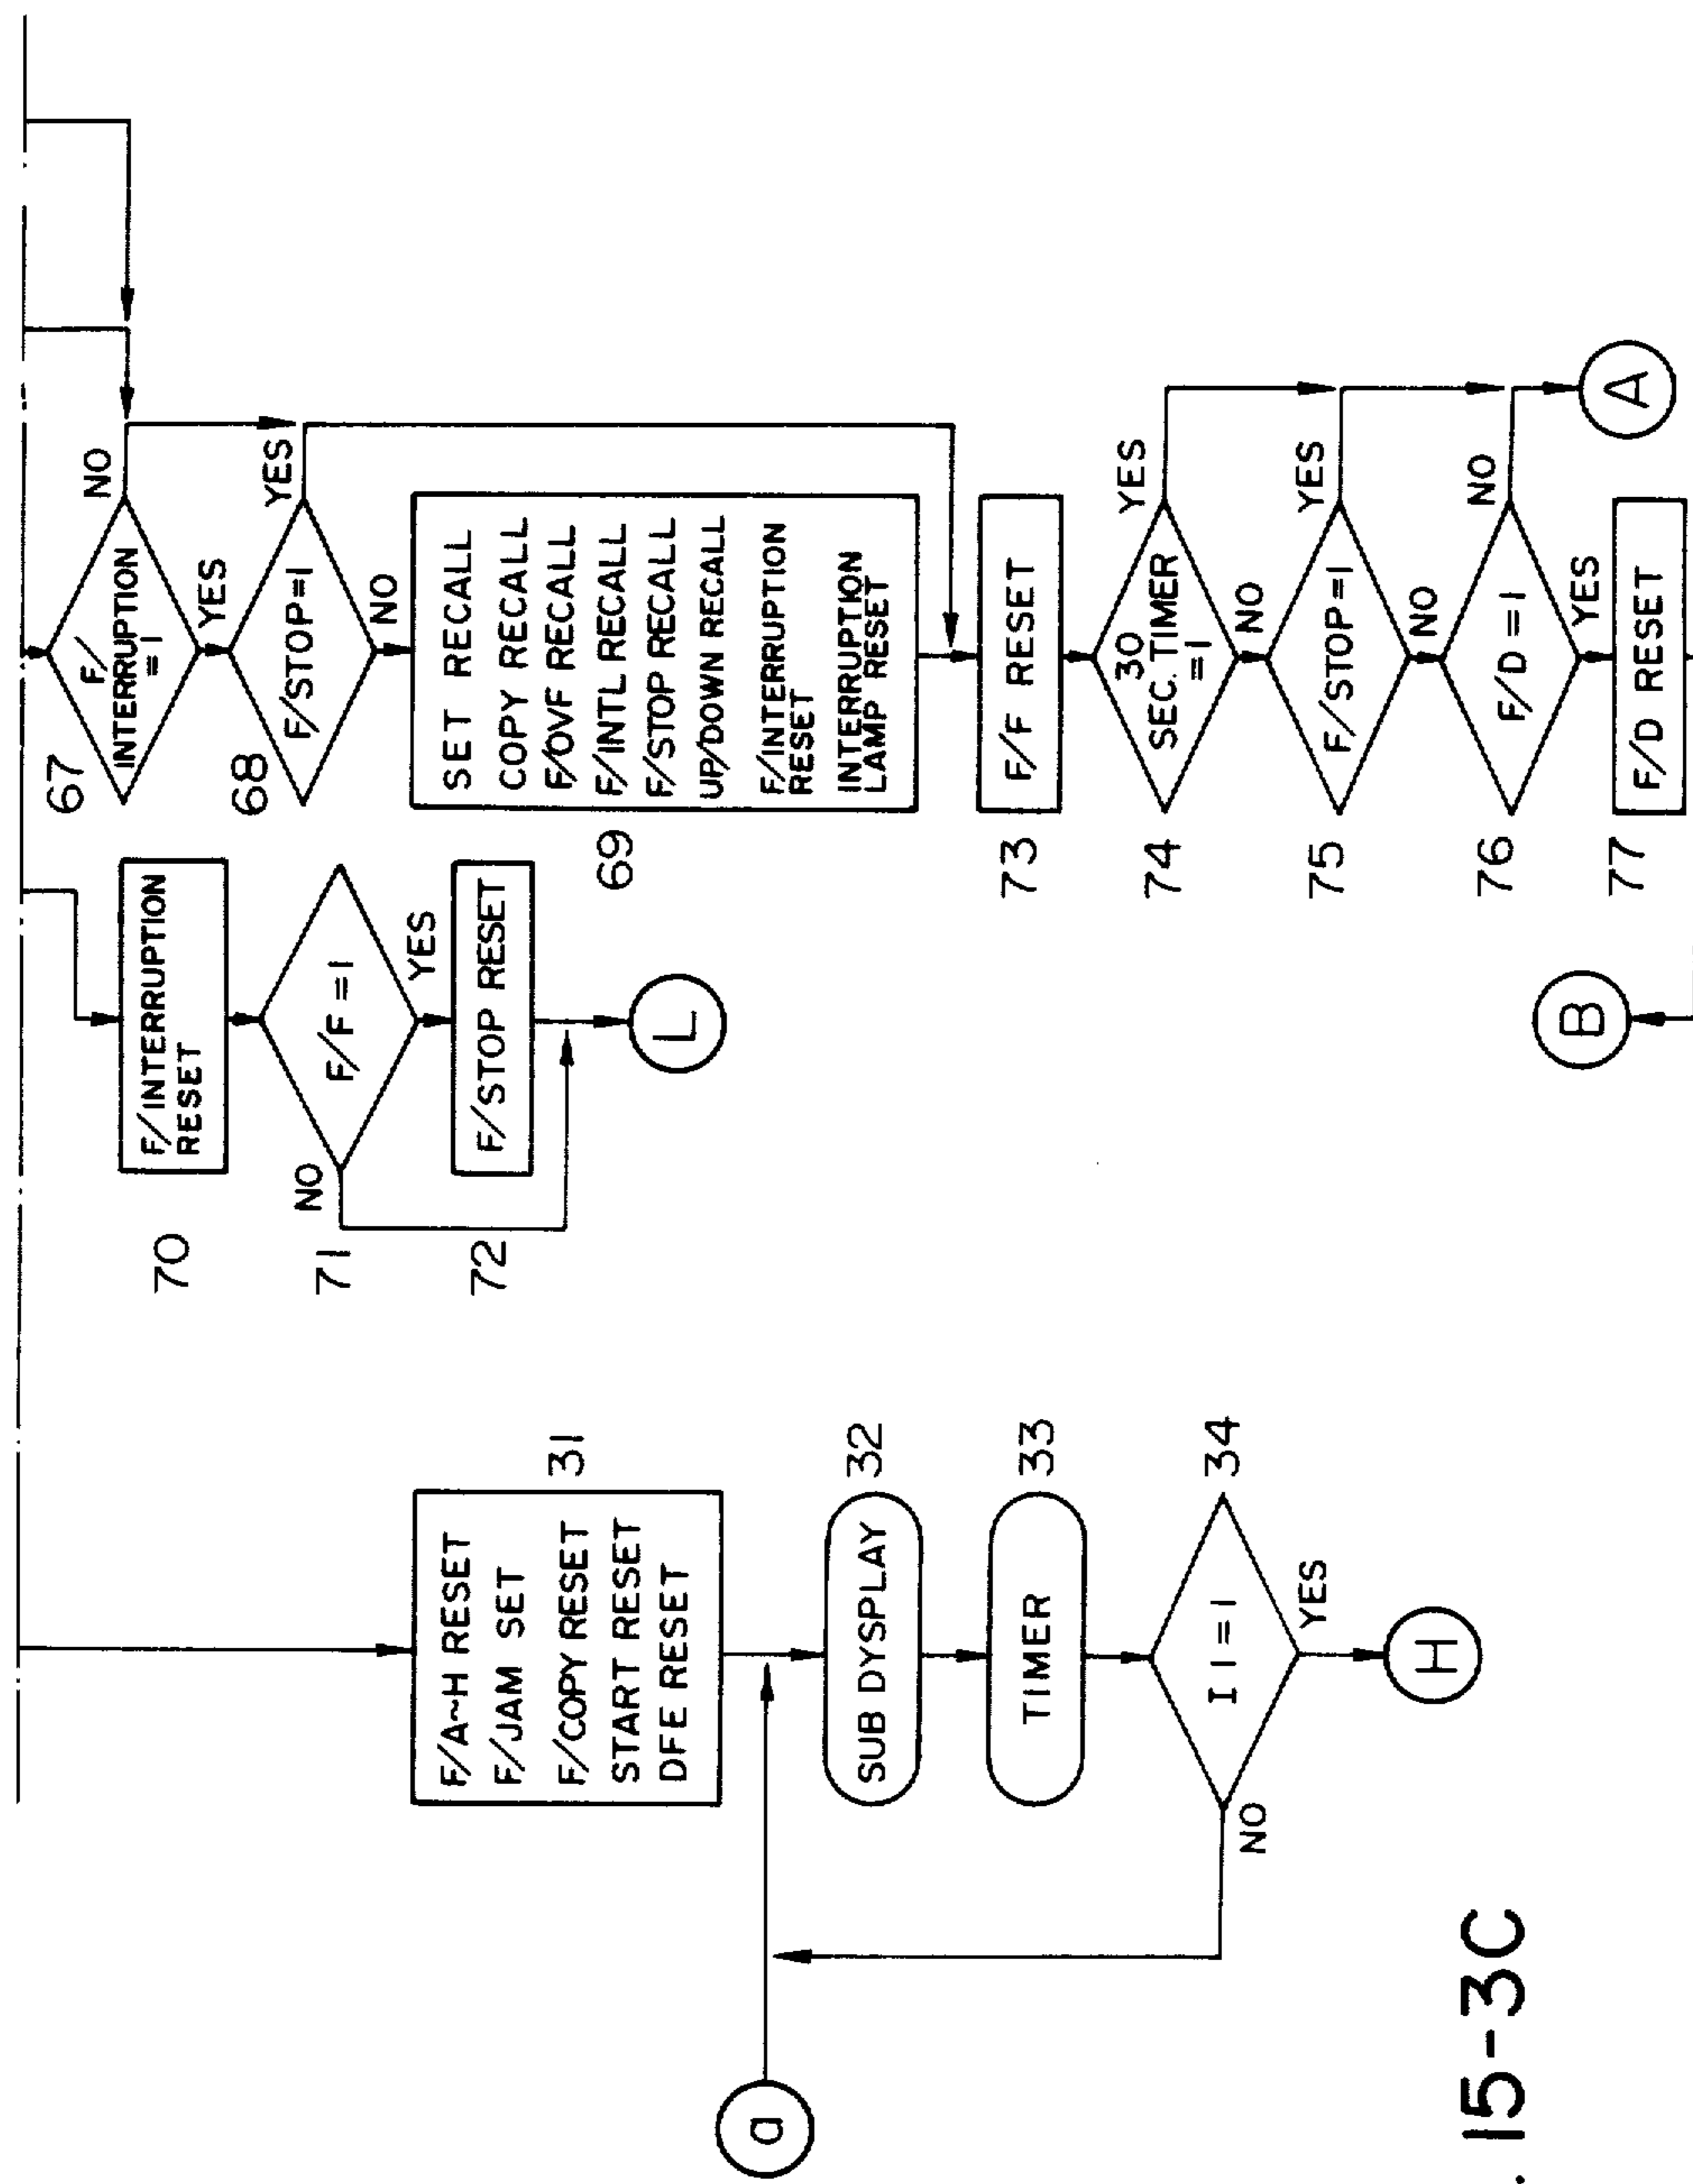 67
F/
INTERRUPTION
=1
NO
YES
68
F/STOP=1
YES
NO
69
SET RECALL
COPY RECALL
F/OVF RECALL
F/INTL RECALL
F/STOP RECALL
UP/DOWN RECALL
F/INTERRUPTION
RESET
INTERRUPTION
LAMP RESET
73
F/F RESET
74
30
SEC. TIMER
=1
YES
NO
75
F/STOP=1
YES
NO
76
F/D=1
NO
YES
A
77
F/D RESET
B
70
F/INTERRUPTION
RESET
71
F/F=1
NO
YES
72
F/STOP RESET
L
31
F/A~H RESET
F/JAM SET
F/COPY RESET
START RESET
DFE RESET
a
32
SUB DYSPLAY
33
TIMER
34
I1=1
NO
YES
H
. 15-3C